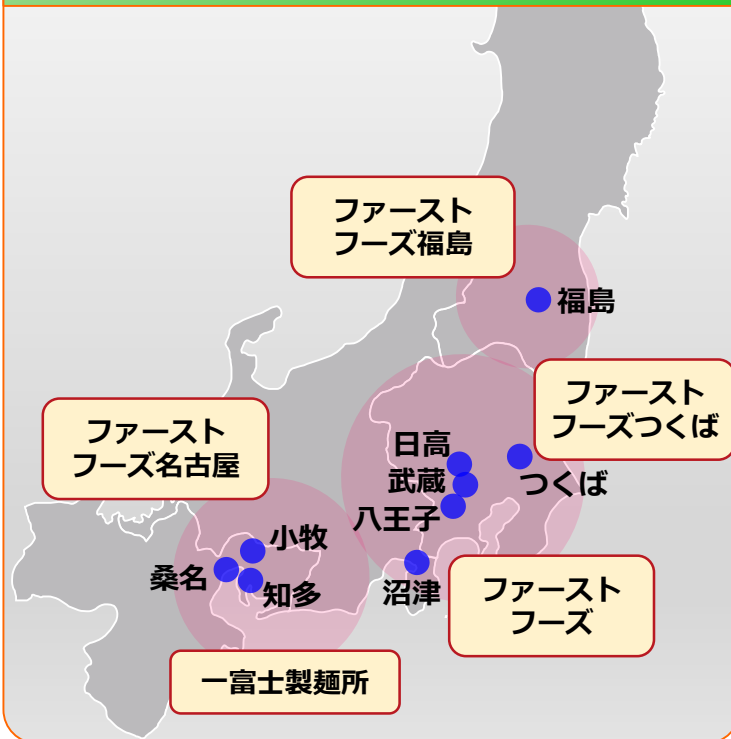 ファースト
フーズ福島
福島
ファースト
フーズつくば
ファースト
フーズ名古屋
日高
武蔵
つくば
八王子
小牧
桑名
知多
沼津
ファースト
フーズ
一富士製麺所